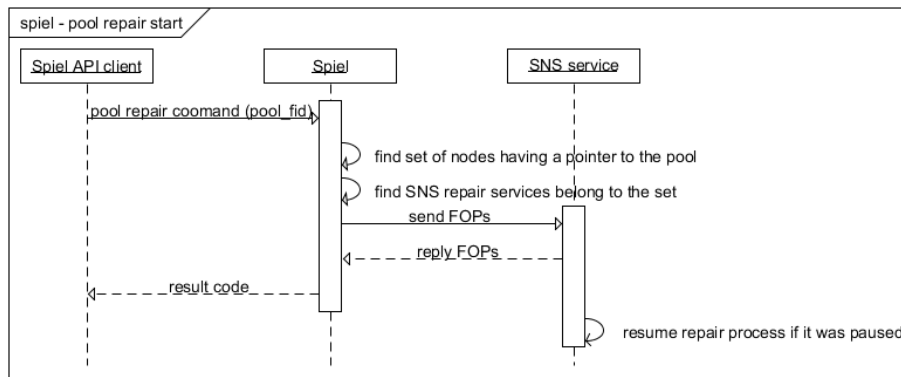 spiel - pool repair start
Spiel API client
Spiel
SNS service
pool repair coomand (pool_fid)
find set of nodes having a pointer to the pool
find SNS repair services belong to the set
send FOPs
reply FOPs
result code
resume repair process if it was paused